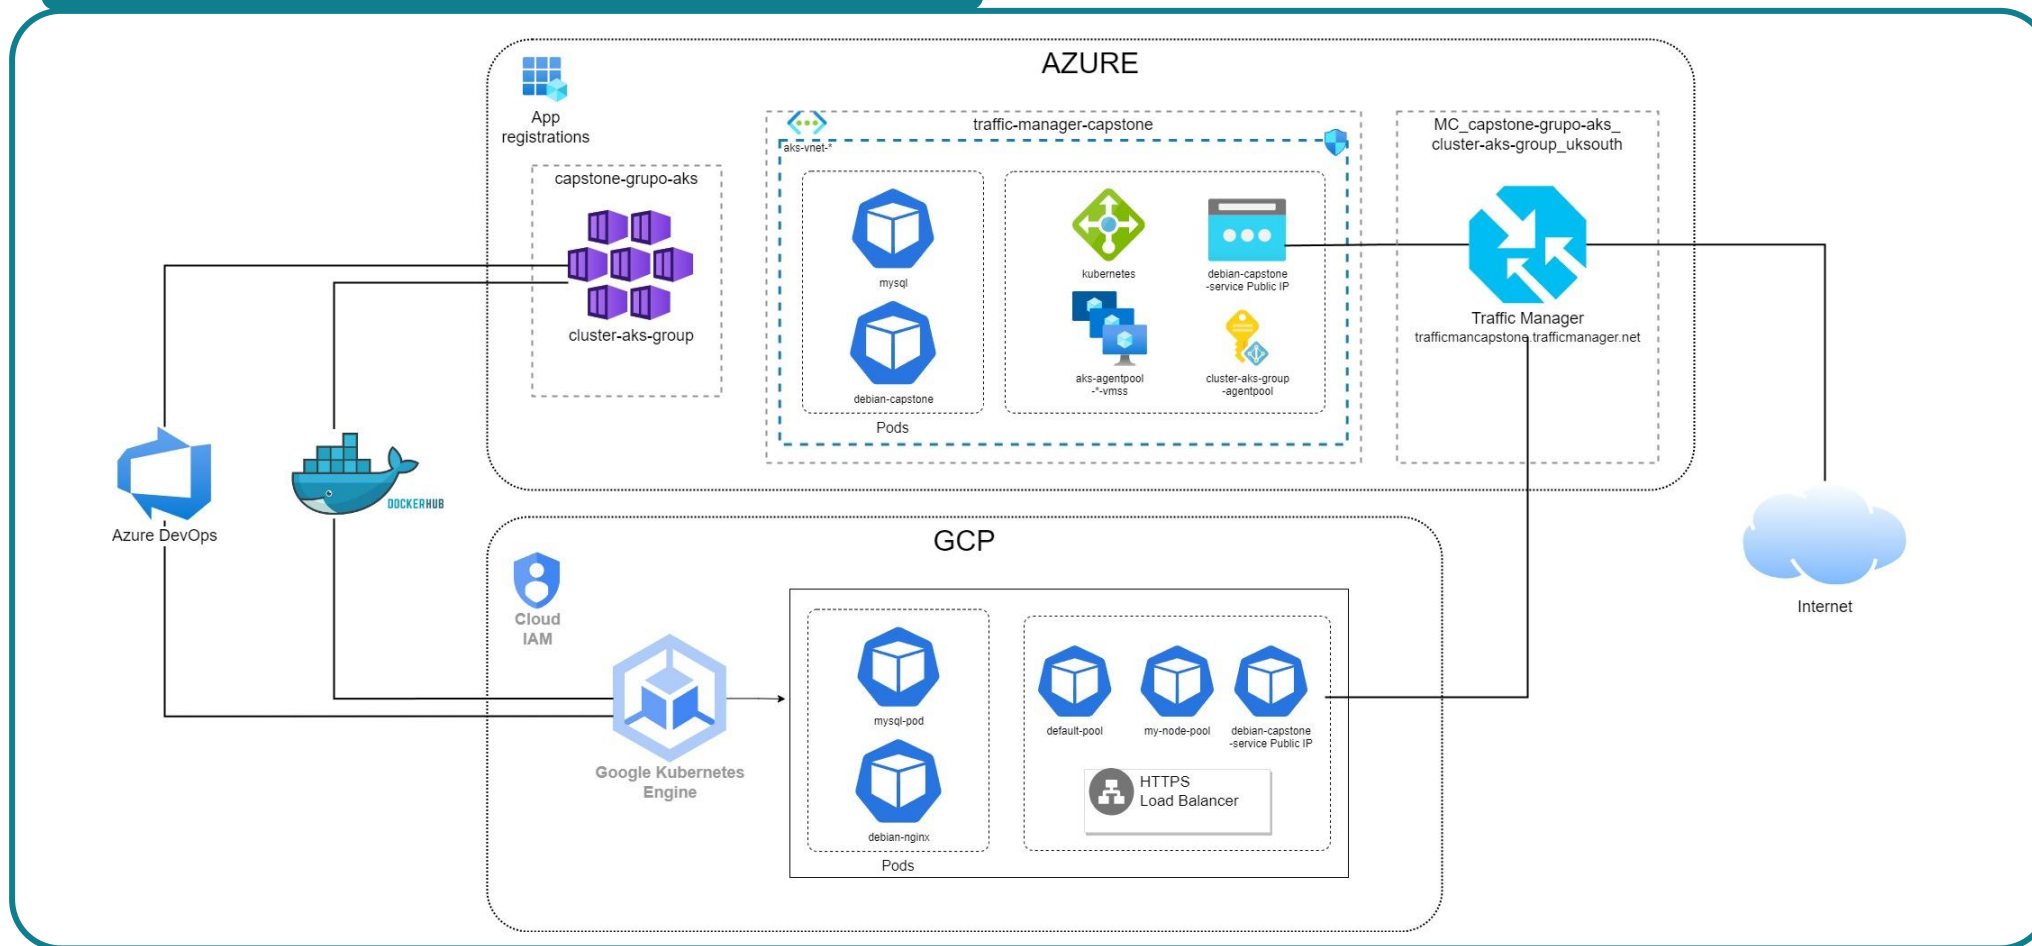 AZURE
App
registrations
capstone-grupo-aks
cluster-aks-group
traffic-manager-capstone
aks-vnet-*
mysql
debian-capstone
Pods
kubernetes
debian-capstone
-service Public IP
aks-agentpool
-*-vmss
cluster-aks-group
-agentpool
MC_capstone-grupo-aks_
cluster-aks-group_uksouth
Traffic Manager
trafficmancapstone.trafficmanager.net
Azure DevOps
DOCKERHUB
Internet
GCP
Cloud
IAM
Google Kubernetes
Engine
mysql-pod
debian-nginx
Pods
default-pool
my-node-pool
debian-capstone
-service Public IP
HTTPS
Load Balancer